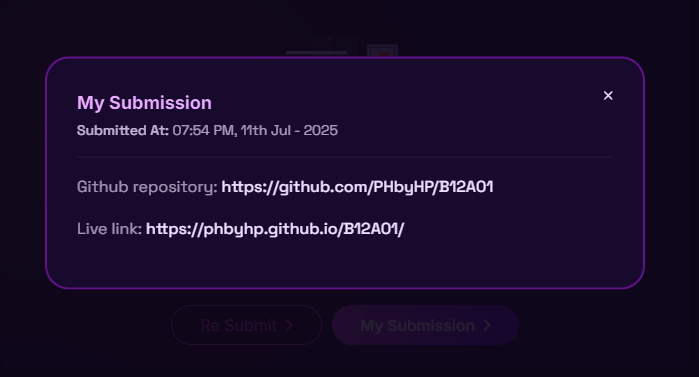 My Submission
Submitted At: 07:54 PM, 11th Jul - 2025
Github repository: https://github.com/PHbyHP/B12A01
Live link: https://phbyhp.github.io/B12A01/
Re Submit
My Submission